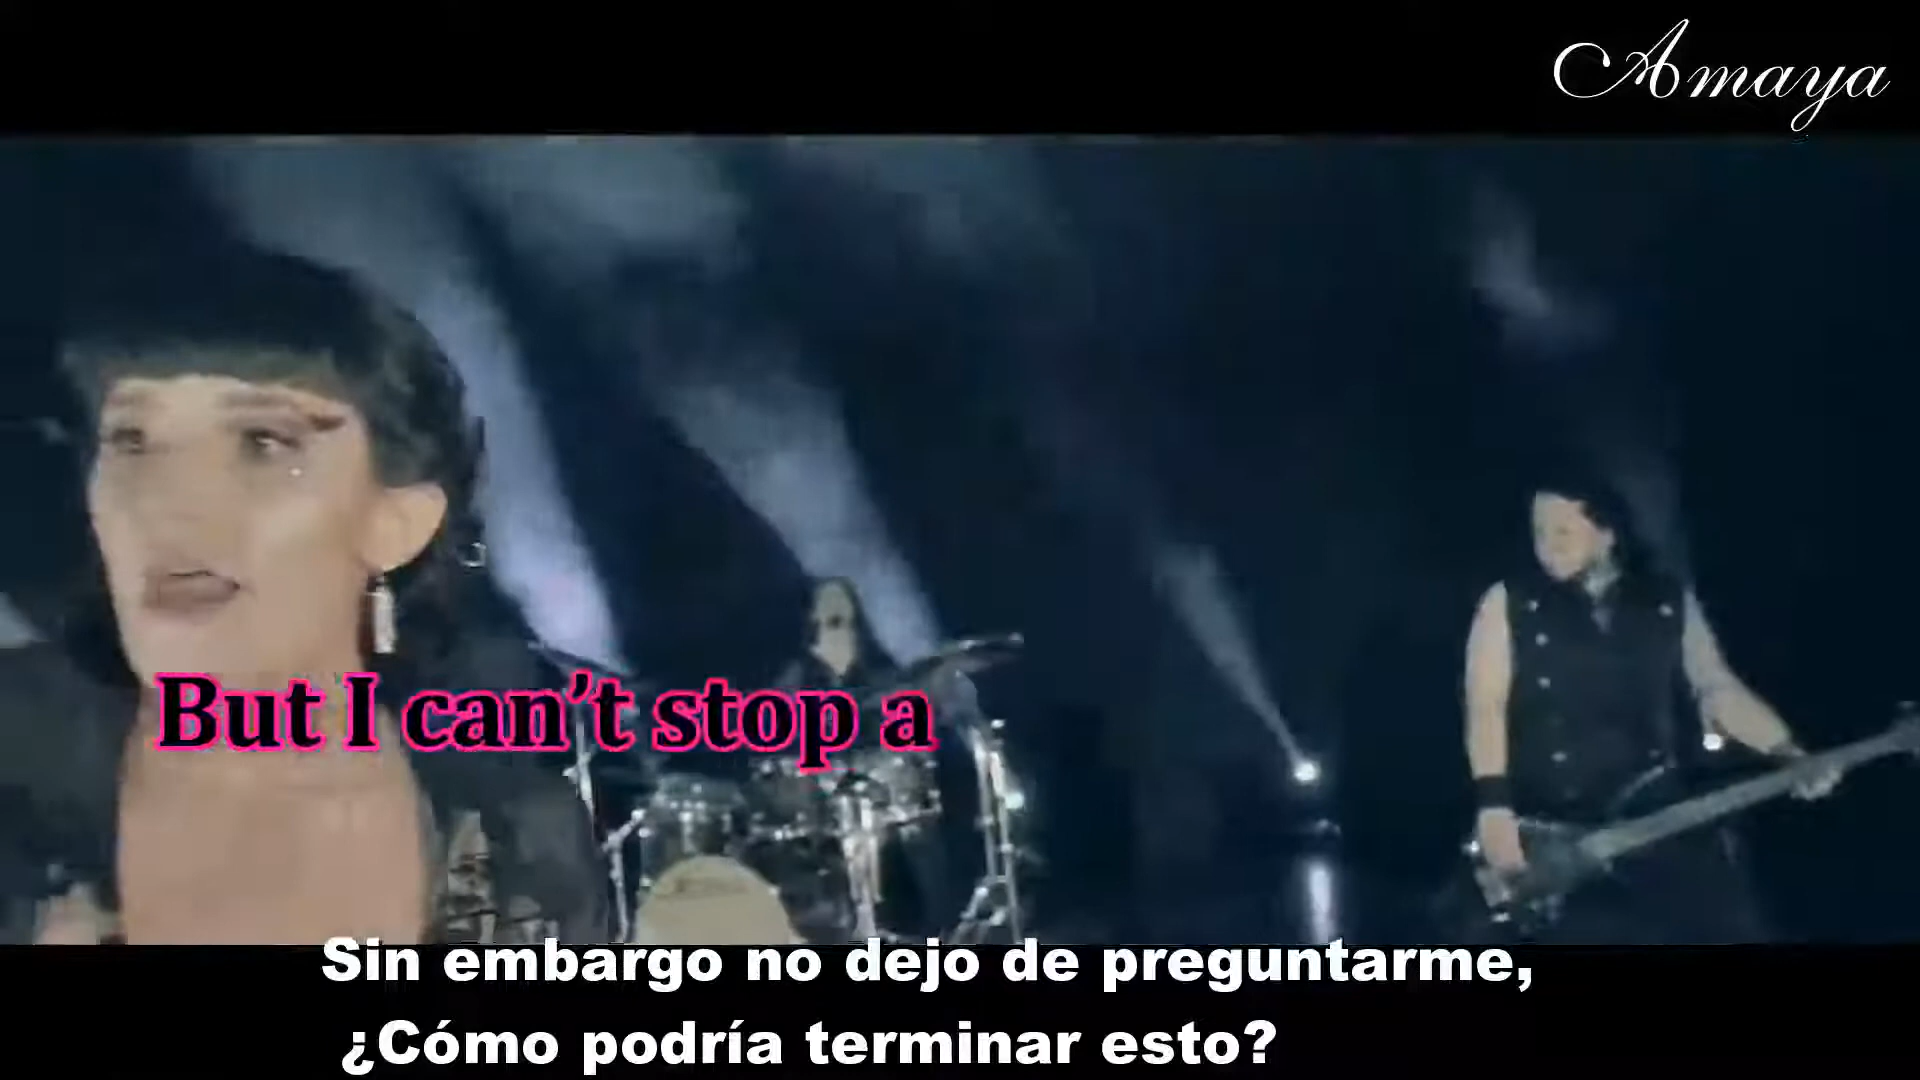 Amaya
But I can't stop a
Sin embargo no dejo de preguntarme,
¿Cómo podría terminar esto?